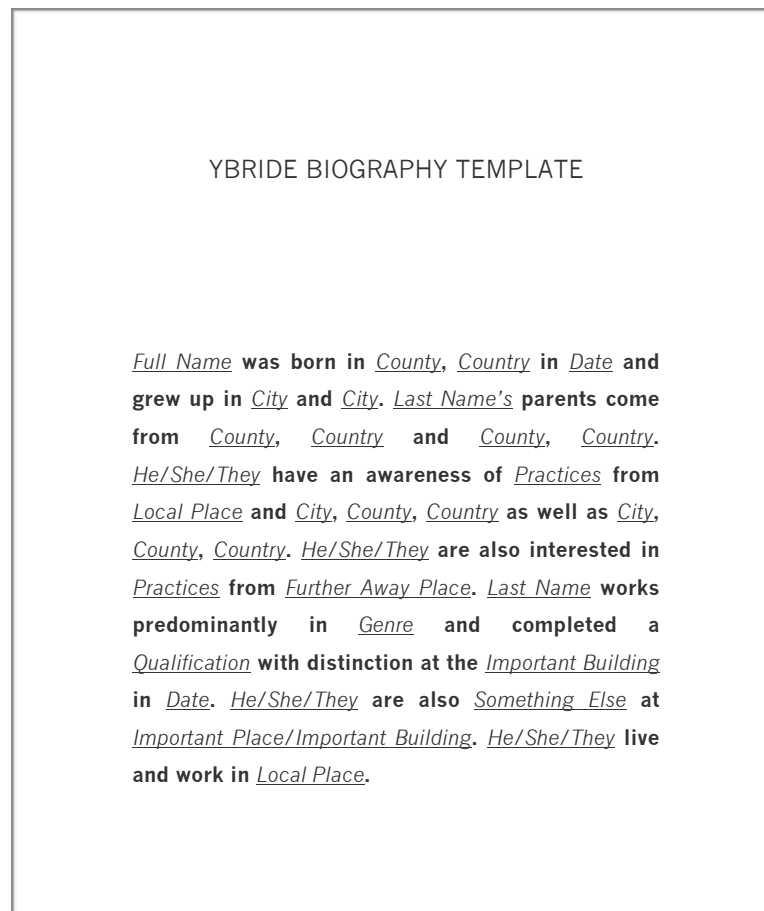 YBRIDE BIOGRAPHY TEMPLATE
Full Name was born in County, Country in Date and
grew up in City and City. Last Name's parents come
from County, Country and County, Country.
He/She/They have an awareness of Practices from
Local Place and City, County, Country as well as City,
County, Country. He/She/They are also interested in
Practices from Further Away Place. Last Name works
predominantly in Genre and completed a
Qualification with distinction at the Important Building
in Date. He/She/They are also Something Else at
Important Place/Important Building. He/She/They live
and work in Local Place.